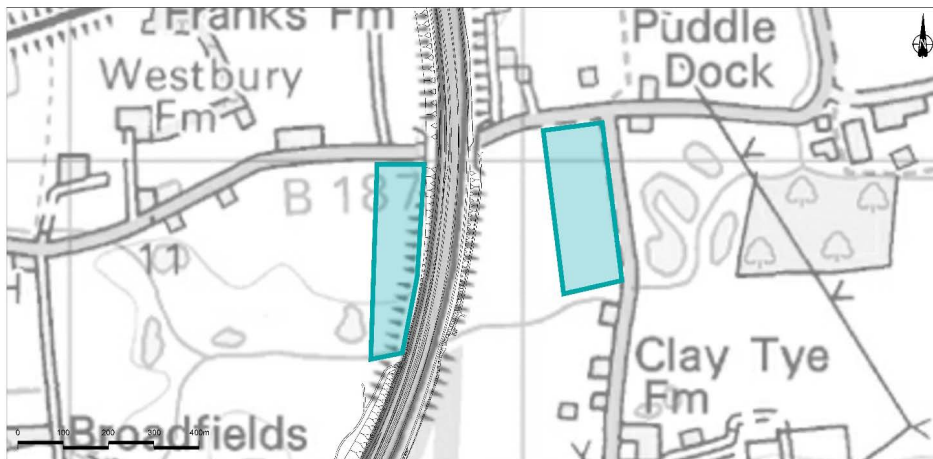 Franks Fm
Puddle
Dock
Westbury
Fm
B 187
11
Clay Tye
Fm
Broadfields
0 100 200 300 400m
N